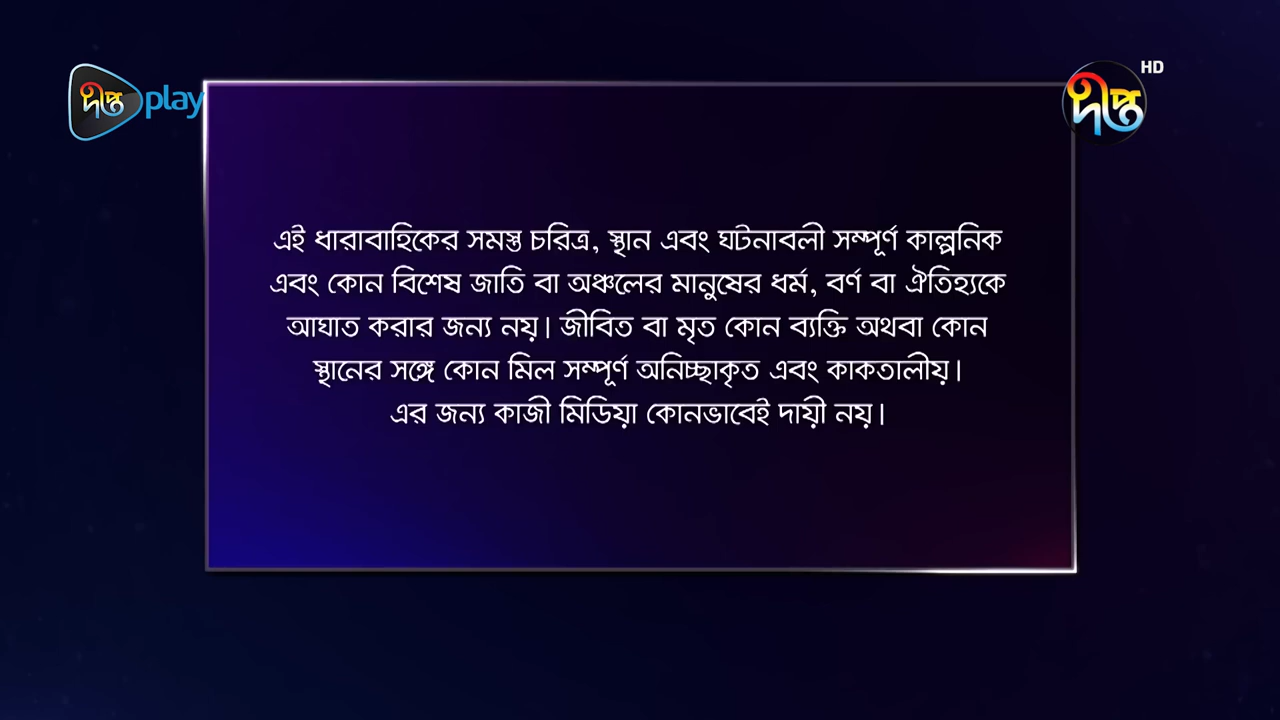 দীপ্ত play
দীপ্ত HD
এই ধারাবাহিকের সমস্ত চরিত্র, স্থান এবং ঘটনাবলী সম্পূর্ণ কাল্পনিক
এবং কোন বিশেষ জাতি বা অঞ্চলের মানুষের ধর্ম, বর্ণ বা ঐতিহ্যকে
আঘাত করার জন্য নয়। জীবিত বা মৃত কোন ব্যক্তি অথবা কোন
স্থানের সঙ্গে কোন মিল সম্পূর্ণ অনিচ্ছাকৃত এবং কাকতালীয়।
এর জন্য কাজী মিডিয়া কোনভাবেই দায়ী নয়।